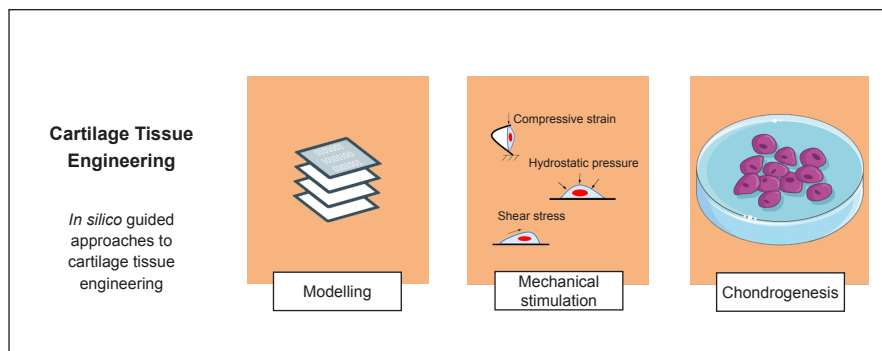 Cartilage Tissue
Engineering
In silico guided
approaches to
cartilage tissue
engineering
Modelling
Compressive strain
Hydrostatic pressure
Shear stress
Mechanical
stimulation
Chondrogenesis